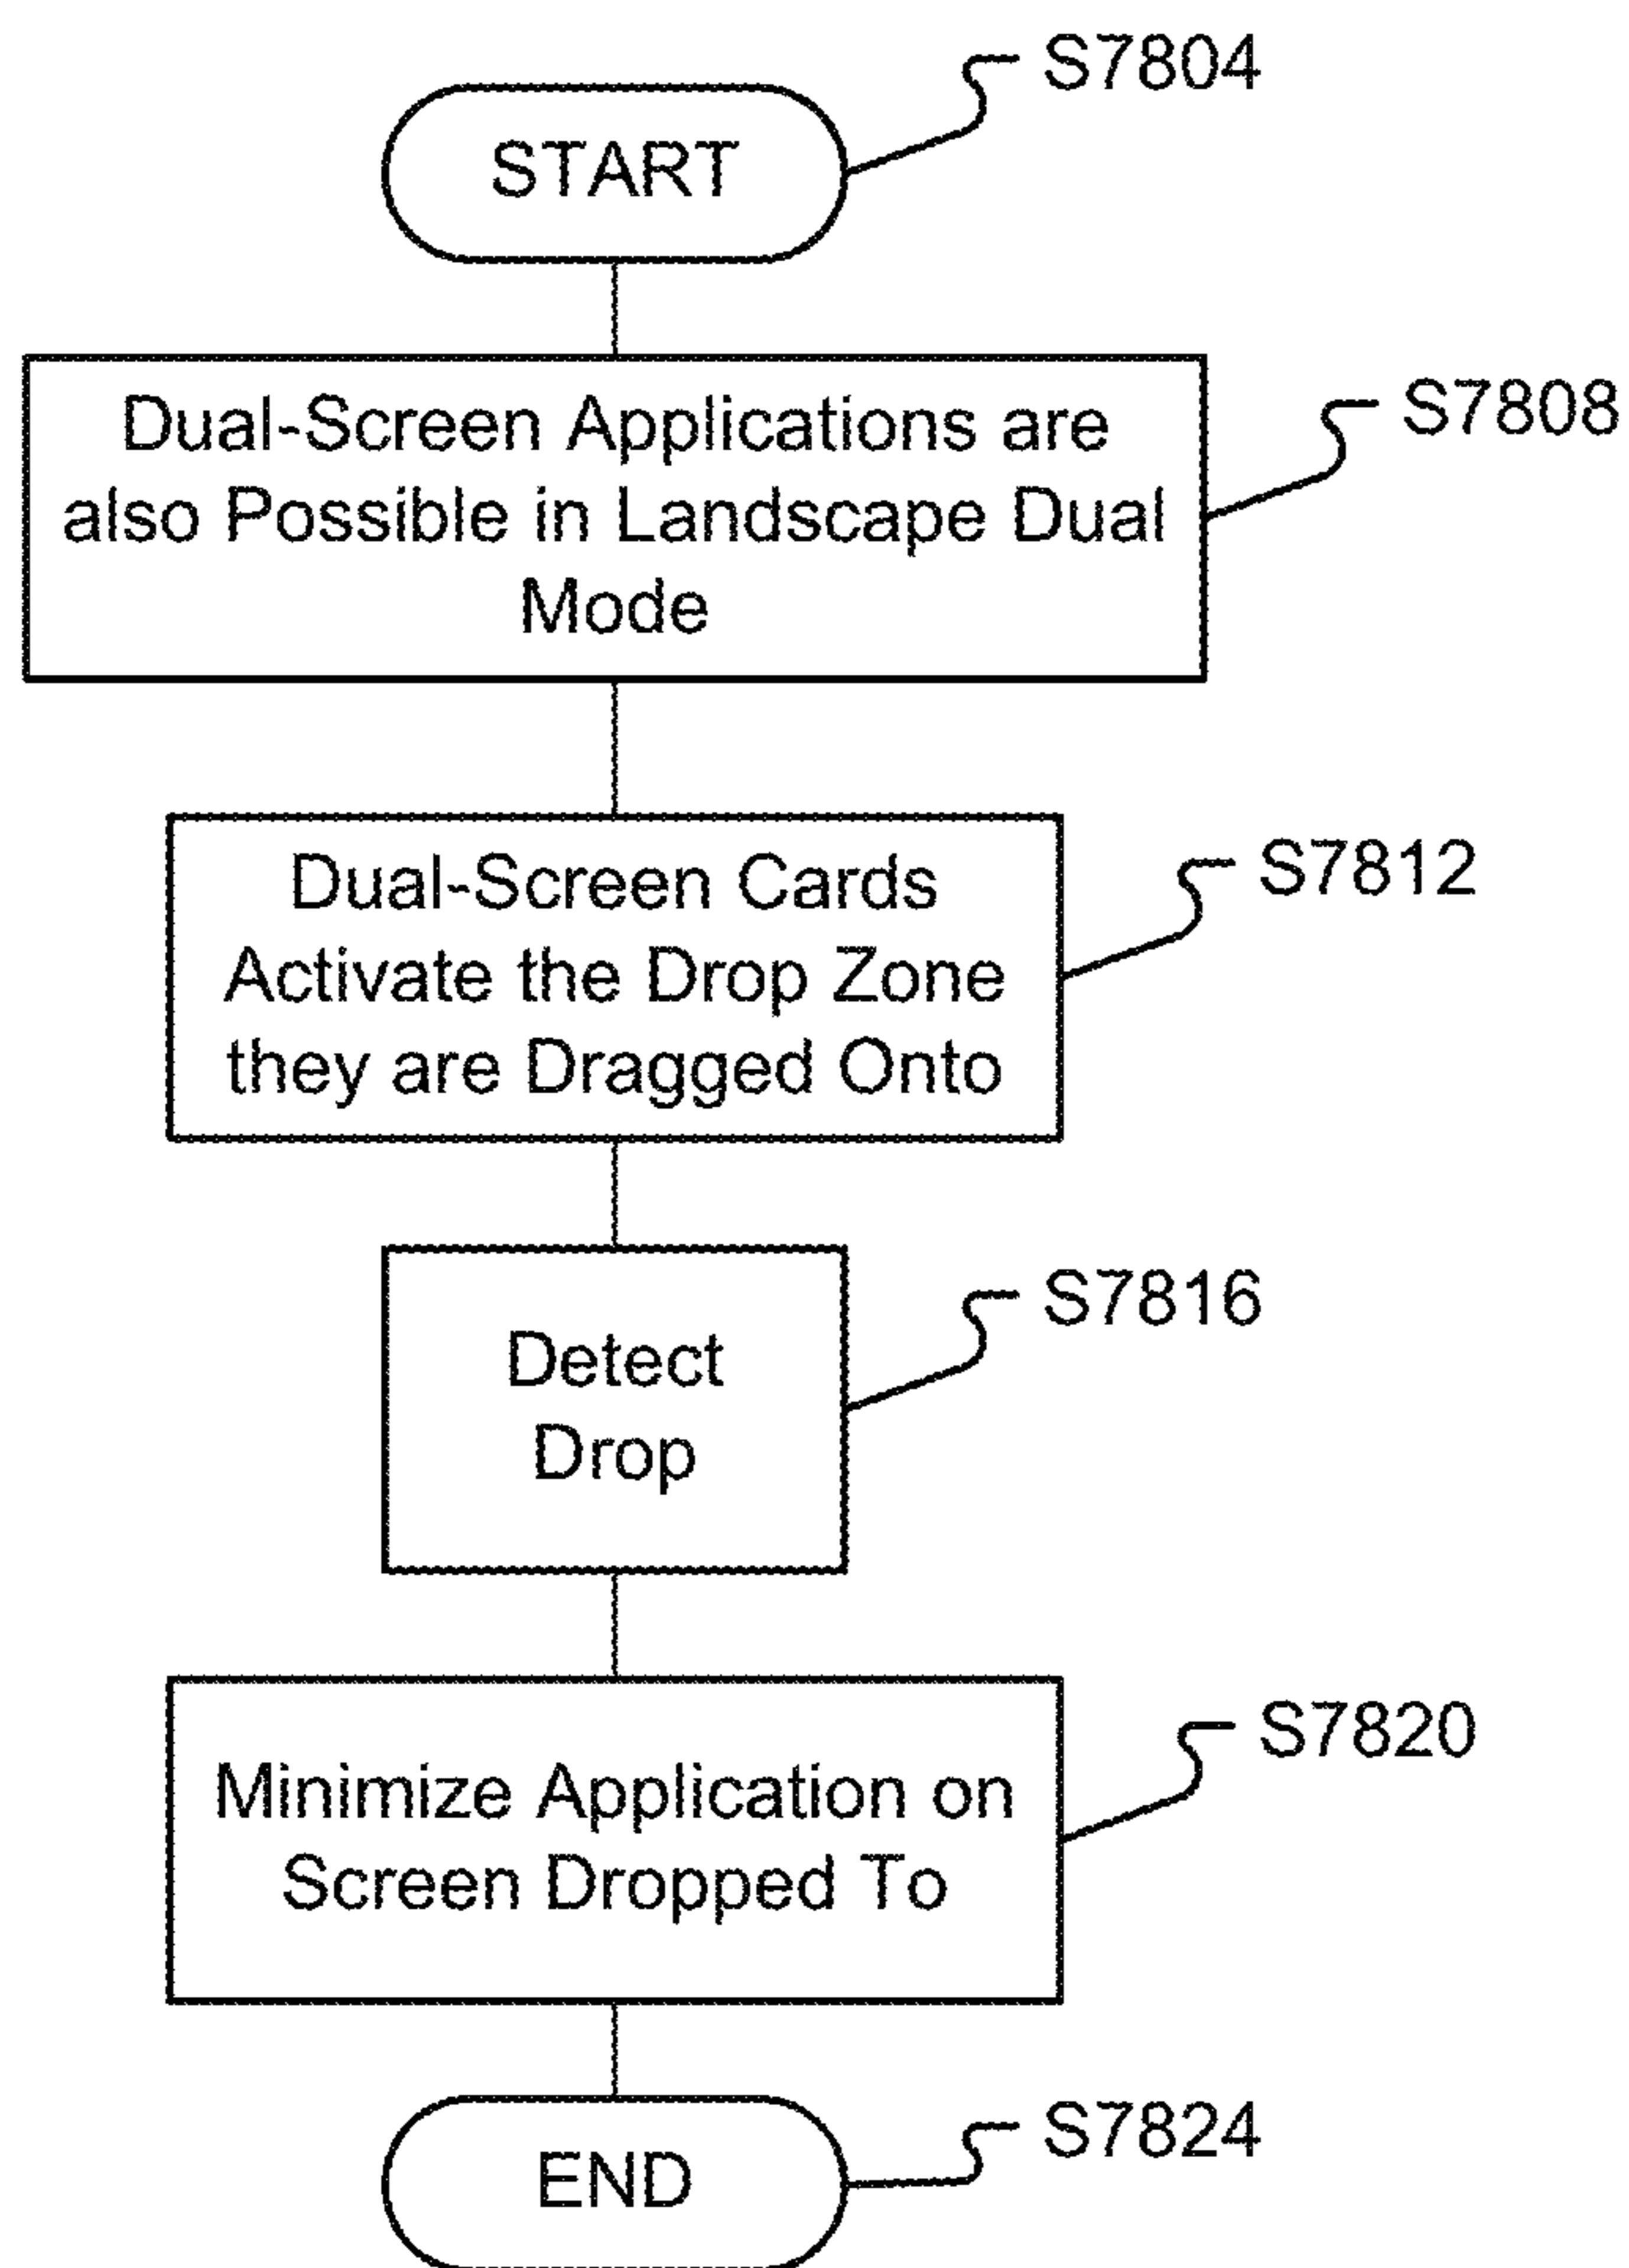 S7804
START
Dual-Screen Applications are
also Possible in Landscape Dual
Mode
S7808
Dual-Screen Cards
Activate the Drop Zone
they are Dragged Onto
S7812
Detect
Drop
S7816
Minimize Application on
Screen Dropped To
S7820
END
S7824